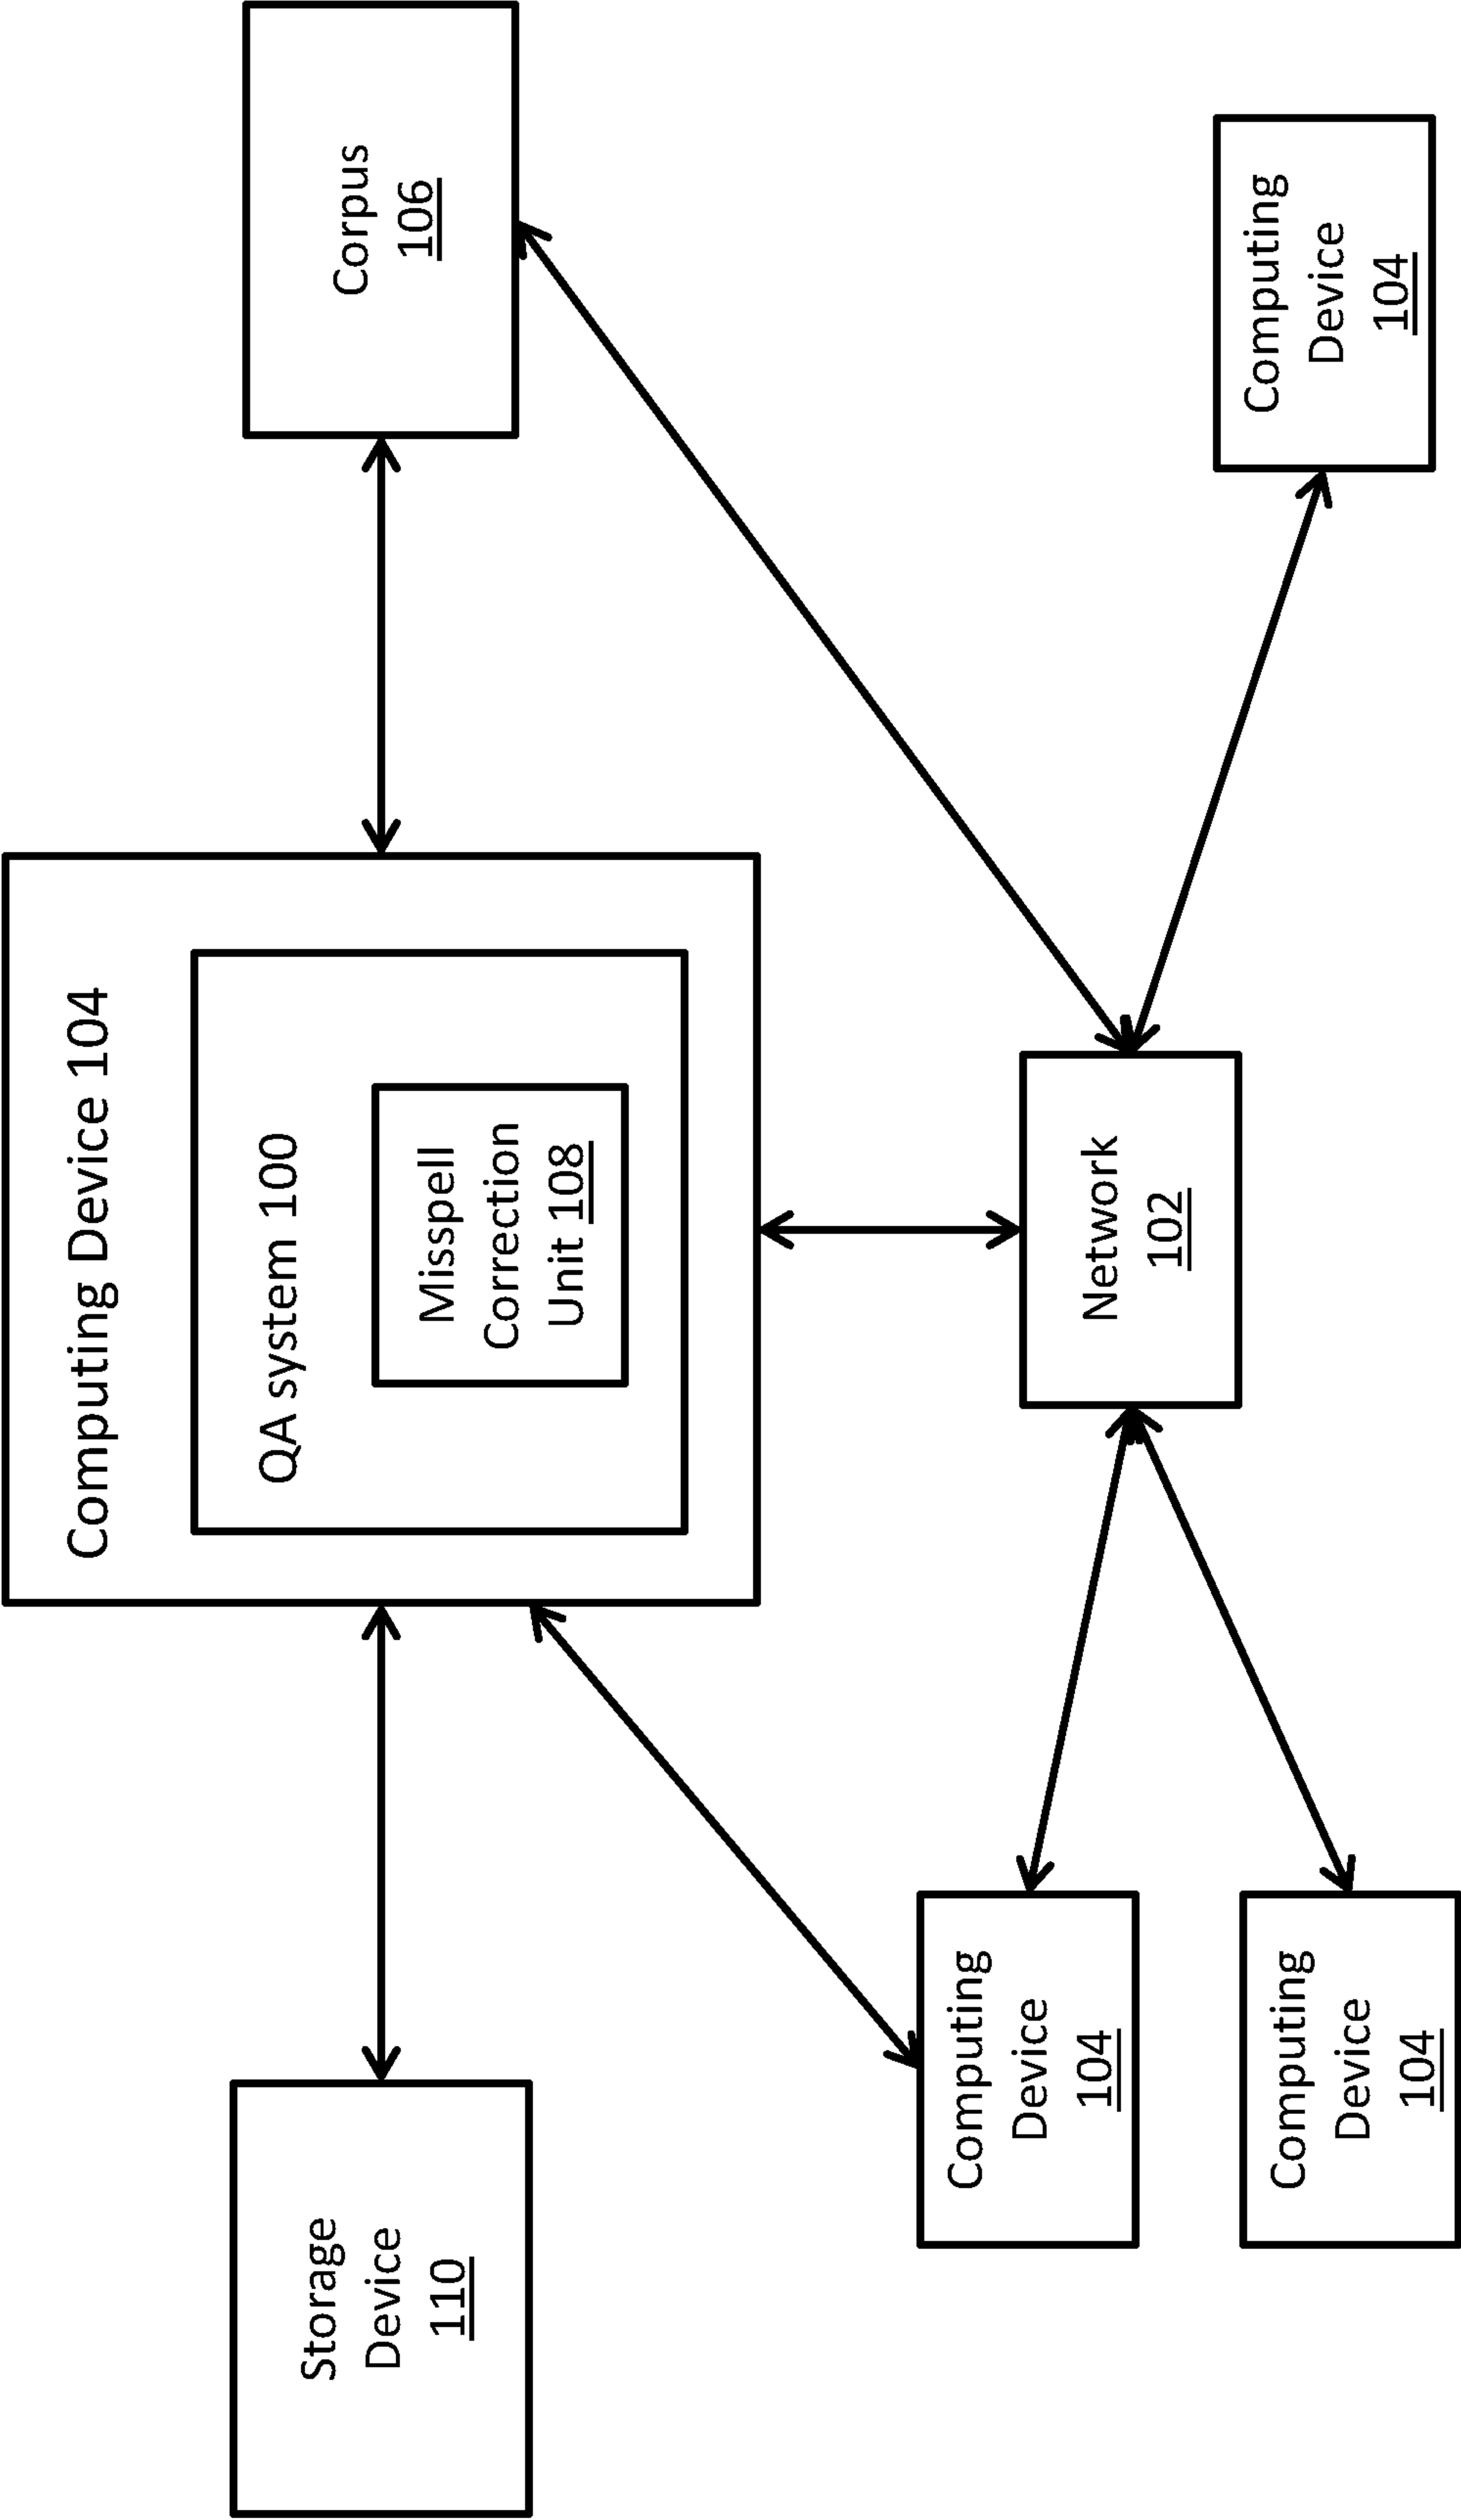 Computing Device 104
QA system 100
Misspell
Correction
Unit 108
Storage
Device
110
Corpus
106
Network
102
Computing
Device
104
Computing
Device
104
Computing
Device
104